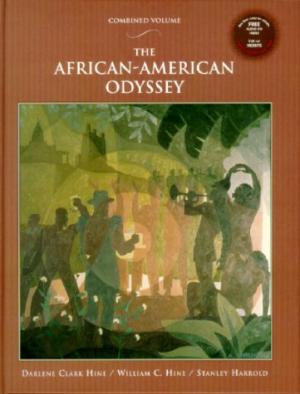 COMBINED VOLUME
THE
AFRICAN-AMERICAN
ODYSSEY
FREE
DARLENE CLARK HINE / WILLIAM C. HINE / STANLEY HARROLD